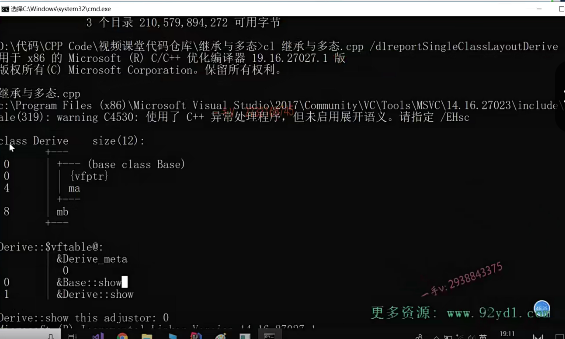 选择C:\Windows\system32\cmd.exe
3 个目录 210,579,894,272 可用字节
D:\代码\CPP Code\视频课堂代码仓库\继承与多态>cl 继承与多态.cpp /d1reportSingleClassLayoutDerive
用于 x86 的 Microsoft (R) C/C++ 优化编译器 19.16.27027.1 版
版权所有(C) Microsoft Corporation。保留所有权利。
继承与多态.cpp
c:\Program Files (x86)\Microsoft Visual Studio\2017\Community\VC\Tools\MSVC\14.16.27023\include\
ale(319): warning C4530: 使用了 C++ 异常处理程序，但未启用展开语义。请指定 /EHsc
class Derive size(12):
+---
0 | +--- (base class Base)
0 | | {vfptr}
4 | | ma
| +---
8 | mb
+---
Derive::$vftable@:
| &Derive_meta
| 0
0 | &Base::show
1 | &Derive::show
Derive::show this adjustor: 0
一手v: 2938843375
更多资源: www.92yd1.com
19:11